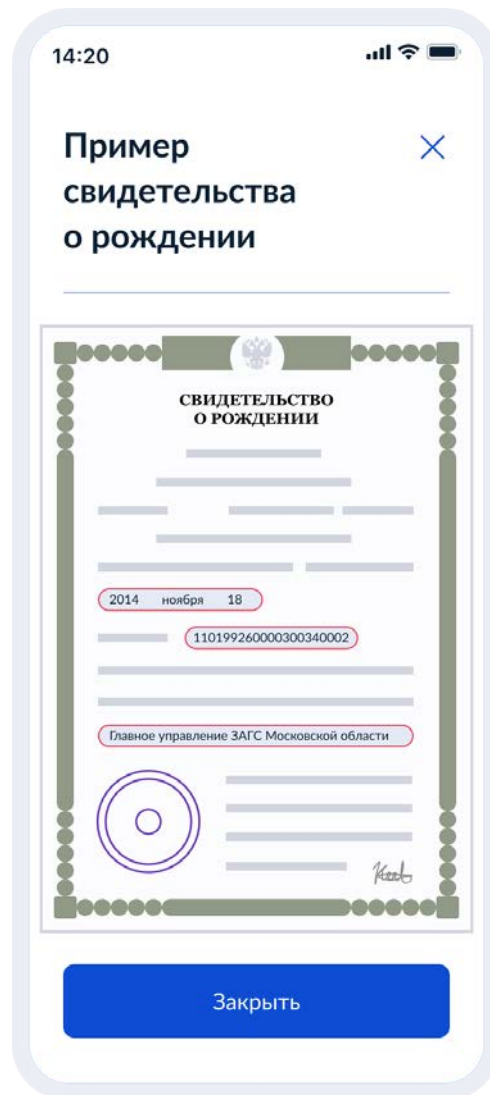 14:20
Пример
свидетельства
о рождении
СВИДЕТЕЛЬСТВО
О РОЖДЕНИИ
2014 ноября 18
110199260000300340002
Главное управление ЗАГС Московской области
Закрыть